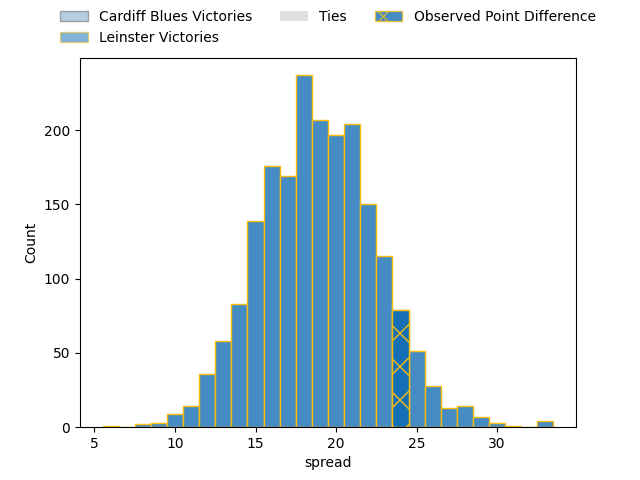 Cardiff Blues Victories
Ties
Observed Point Difference
Leinster Victories
200
150
100
50
0
Count
5
10
15
20
25
30
spread